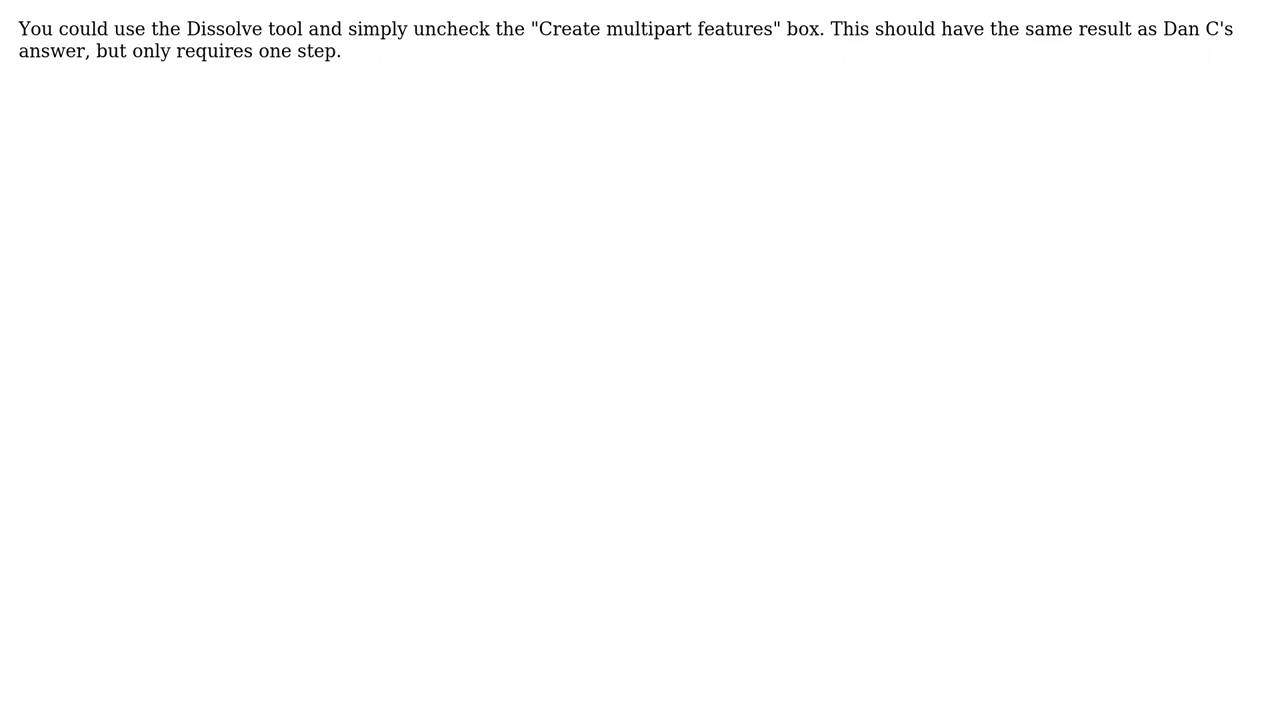 You could use the Dissolve tool and simply uncheck the "Create multipart features" box. This should have the same result as Dan C's
answer, but only requires one step.